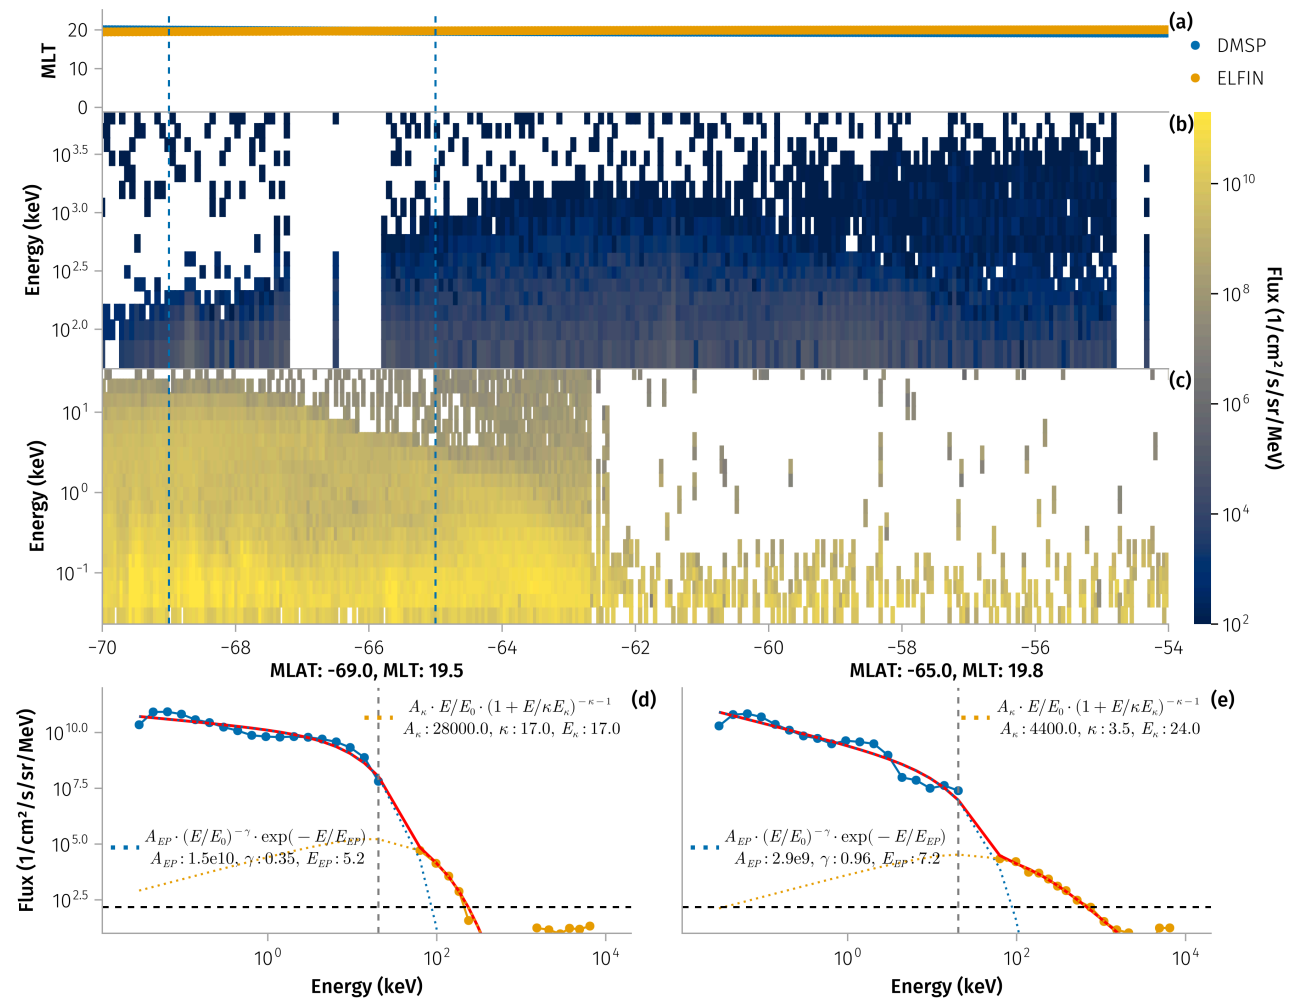 (a)
MLT
20
10
0
DMSP
ELFIN
(b)
Energy (keV)
10^3.5
10^3.0
10^2.5
10^2.0
(c)
Energy (keV)
10^1
10^0
10^−1
−70 −68 −66 −64 −62 −60 −58 −56 −54
10^10
10^8
10^6
10^4
10^2
Flux (1/cm²/s/sr/MeV)
MLAT: -69.0, MLT: 19.5
(d)
A_κ · E/E_0 · (1 + E/κE_κ)^−κ−1
A_κ : 28000.0, κ : 17.0, E_κ : 17.0
A_EP · (E/E_0)^−γ · exp(− E/E_EP)
A_EP : 1.5e10, γ : 0.35, E_EP : 5.2
Flux (1/cm²/s/sr/MeV)
10^10.0
10^7.5
10^5.0
10^2.5
10^0 10^2 10^4
Energy (keV)
MLAT: -65.0, MLT: 19.8
(e)
A_κ · E/E_0 · (1 + E/κE_κ)^−κ−1
A_κ : 4400.0, κ : 3.5, E_κ : 24.0
A_EP · (E/E_0)^−γ · exp(− E/E_EP)
A_EP : 2.9e9, γ : 0.96, E_EP : 7.2
10^0 10^2 10^4
Energy (keV)